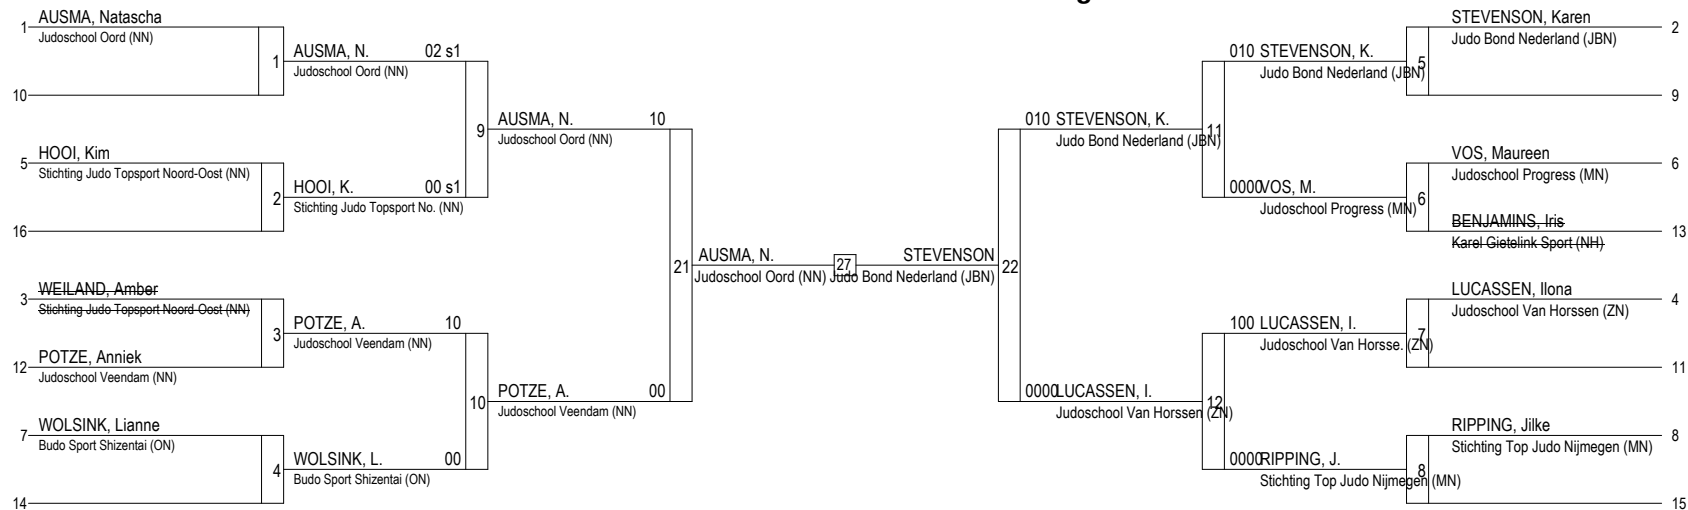 g
1 AUSMA, Natascha
Judoschool Oord (NN)
10
5 HOOI, Kim
Stichting Judo Topsport Noord-Oost (NN)
16
3 WEILAND, Amber
Stichting Judo Topsport Noord-Oost (NN)
12 POTZE, Anniek
Judoschool Veendam (NN)
7 WOLSINK, Lianne
Budo Sport Shizentai (ON)
14
1 AUSMA, N. 02 s1
Judoschool Oord (NN)
2 HOOI, K. 00 s1
Stichting Judo Topsport No. (NN)
3 POTZE, A. 10
Judoschool Veendam (NN)
4 WOLSINK, L. 00
Budo Sport Shizentai (ON)
9 AUSMA, N. 10
Judoschool Oord (NN)
10 POTZE, A. 00
Judoschool Veendam (NN)
21 AUSMA, N. 27 STEVENSON 22
Judoschool Oord (NN) Judo Bond Nederland (JBN)
010 STEVENSON, K. 11
Judo Bond Nederland (JBN)
0000 LUCASSEN, I. 12
Judoschool Van Horssen (ZN)
010 STEVENSON, K. 5
Judo Bond Nederland (JBN)
0000 VOS, M. 6
Judoschool Progress (MN)
100 LUCASSEN, I. 7
Judoschool Van Horsse. (ZN)
0000 RIPPING, J. 8
Stichting Top Judo Nijmegen (MN)
STEVENSON, Karen 2
Judo Bond Nederland (JBN)
9
VOS, Maureen 6
Judoschool Progress (MN)
BENJAMINS, Iris 13
Karel Gietelink Sport (NH)
LUCASSEN, Ilona 4
Judoschool Van Horssen (ZN)
11
RIPPING, Jilke 8
Stichting Top Judo Nijmegen (MN)
15